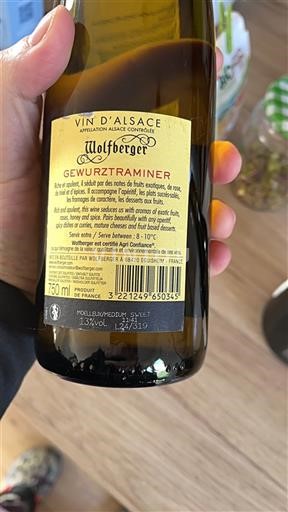 VIN D'ALSACE
APPELLATION ALSACE CONTRÔLÉE
Wolfberger
GEWURZTRAMINER
Riche et opulent, il séduit par des notes de fruits exotiques, de rose,
de miel et d'épices. Il accompagne l'apéritif, les plats sucrés-salés,
les fromages de caractère, les desserts aux fruits.
Rich and opulent, this wine seduces us with aromas of exotic fruits,
roses, honey and spice. Pairs beautifully with any aperitif,
spicy dishes or curries, mature cheeses and fruit based desserts.
Servir entre / Serve between : 8 - 10°C.
Wolfberger est certifié Agri Confiance®.
MIS EN BOUTEILLE PAR WOLFBERGER À 68420 EGUISHEIM - FRANCE
750 ml
PRODUIT
DE FRANCE
3 221249 650345
MOELLEUX/MEDIUM SWEET
13%vol
11:41
L24/319